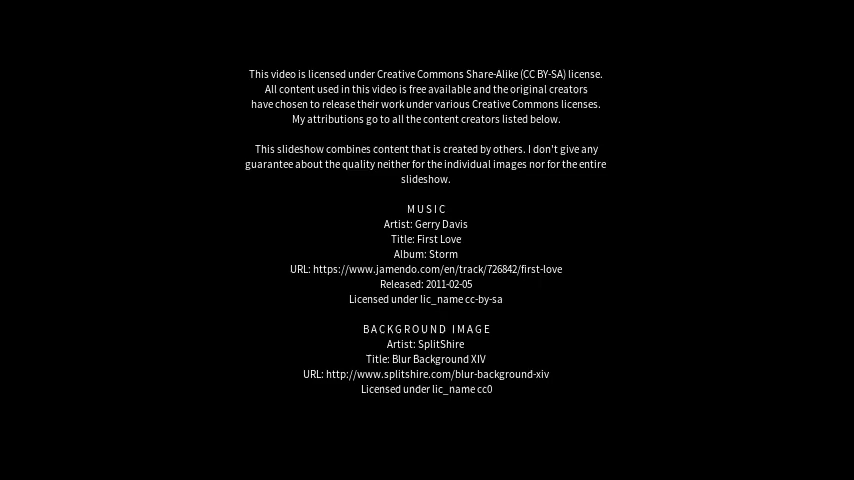 This video is licensed under Creative Commons Share-Alike (CC BY-SA) license.
All content used in this video is free available and the original creators
have chosen to release their work under various Creative Commons licenses.
My attributions go to all the content creators listed below.
This slideshow combines content that is created by others. I don't give any
guarantee about the quality neither for the individual images nor for the entire
slideshow.
MUSIC
Artist: Gerry Davis
Title: First Love
Album: Storm
URL: https://www.jamendo.com/en/track/726842/first-love
Released: 2011-02-05
Licensed under lic_name cc-by-sa
BACKGROUND IMAGE
Artist: SplitShire
Title: Blur Background XIV
URL: http://www.splitshire.com/blur-background-xiv
Licensed under lic_name cc0